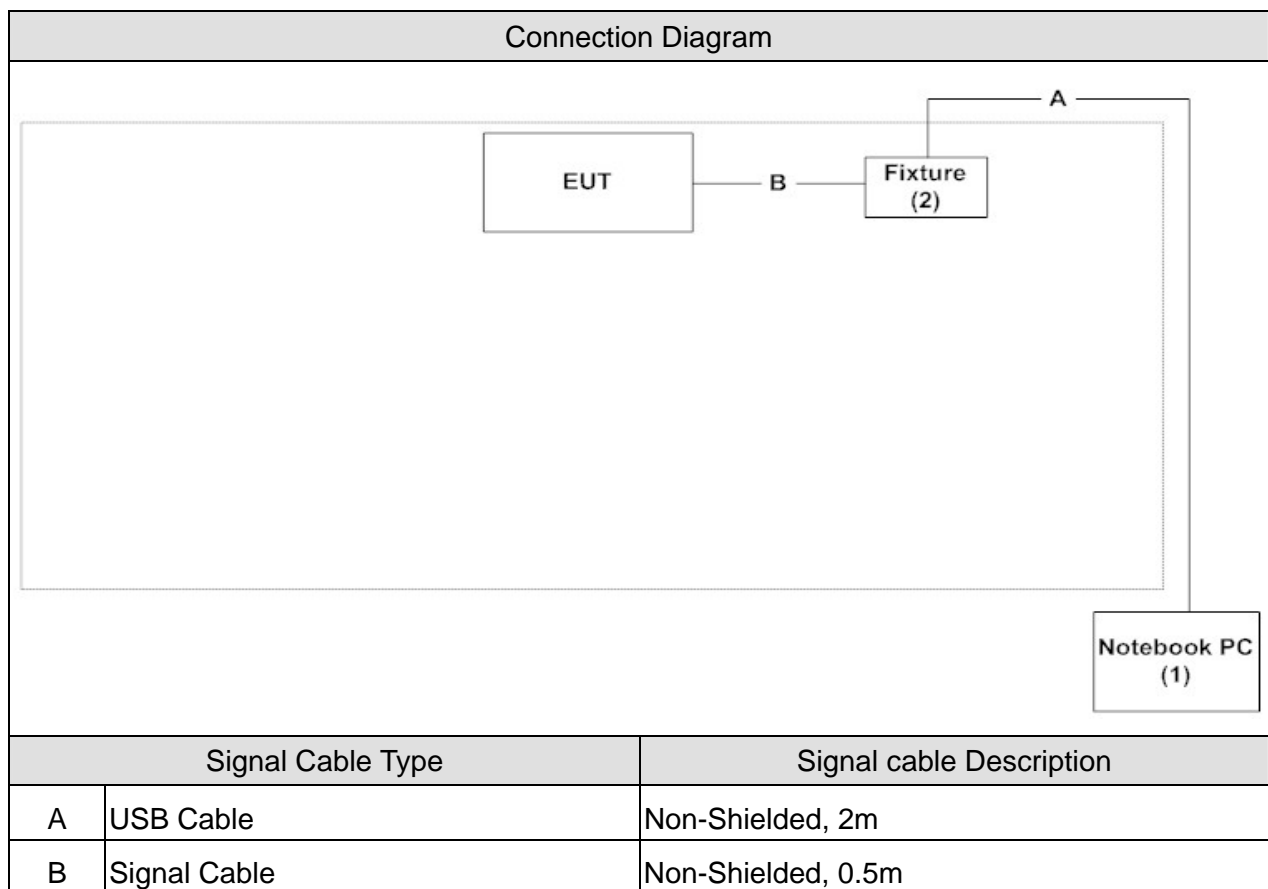 Connection Diagram
A
EUT
B
Fixture
(2)
Notebook PC
(1)
Signal Cable Type Signal cable Description
A USB Cable Non-Shielded, 2m
B Signal Cable Non-Shielded, 0.5m